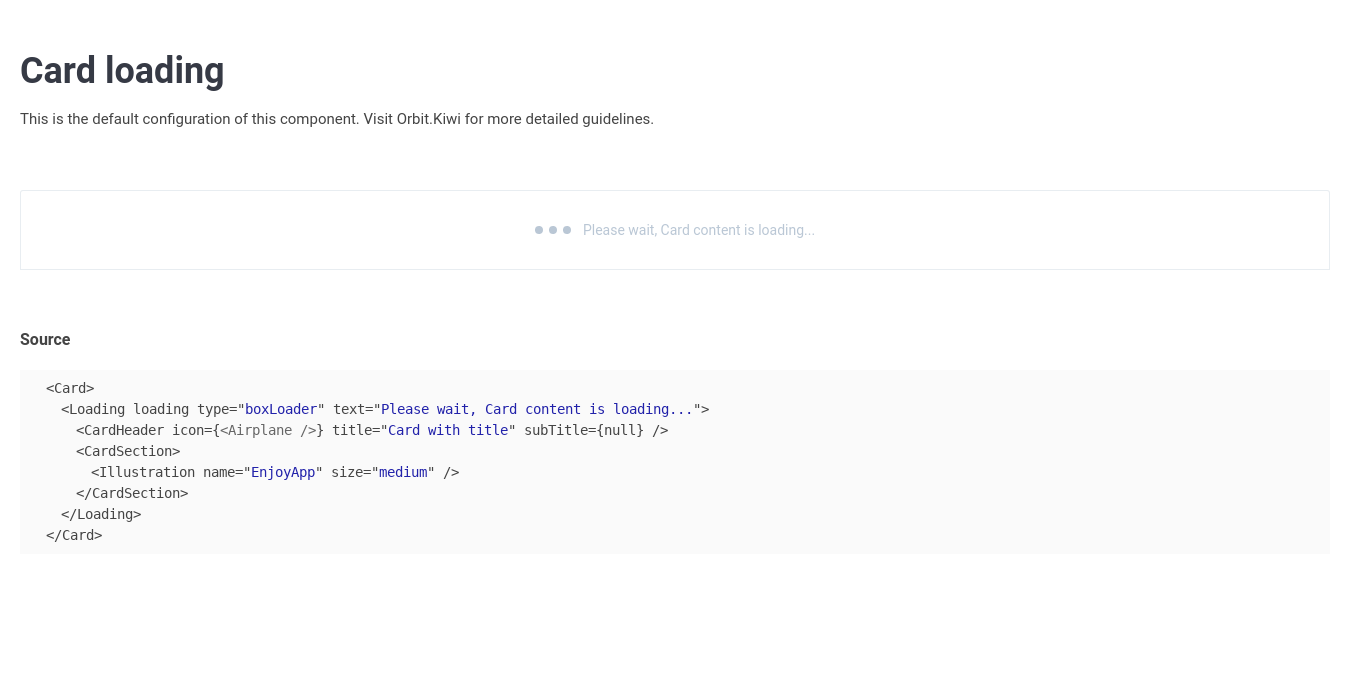 Card loading
This is the default configuration of this component. Visit Orbit.Kiwi for more detailed guidelines.
Please wait, Card content is loading...
Source
<Card>
<Loading loading type="boxLoader" text="Please wait, Card content is loading...">
<CardHeader icon={<Airplane />} title="Card with title" subTitle={null} />
<CardSection>
<Illustration name="EnjoyApp" size="medium" />
</CardSection>
</Loading>
</Card>